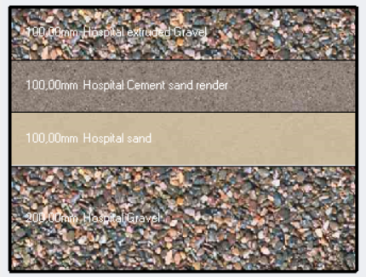 100,00mm Hospital extruded Gravel
100,00mm Hospital Cement sand render
100,00mm Hospital sand
200,00mm Hospital Gravel